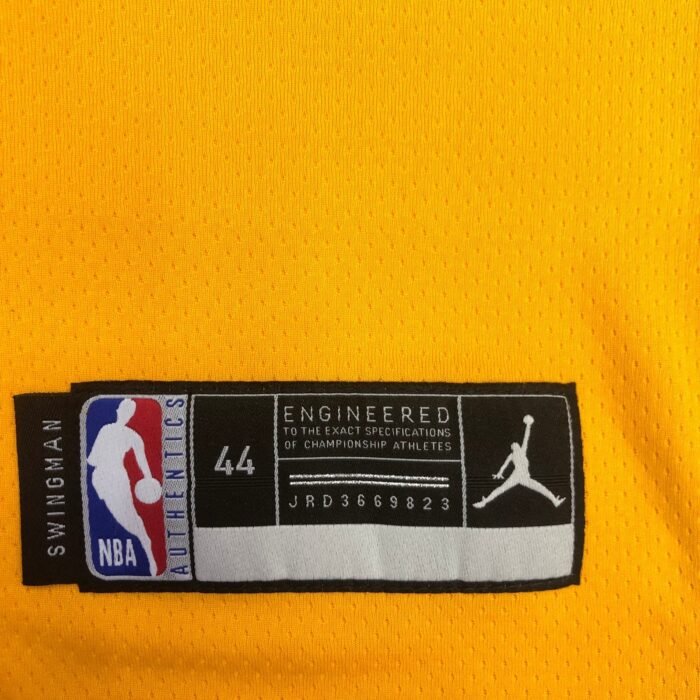 SWINGMAN
NBA
AUTHENTICS
44
ENGINEERED
TO THE EXACT SPECIFICATIONS
OF CHAMPIONSHIP ATHLETES
JRD3669823